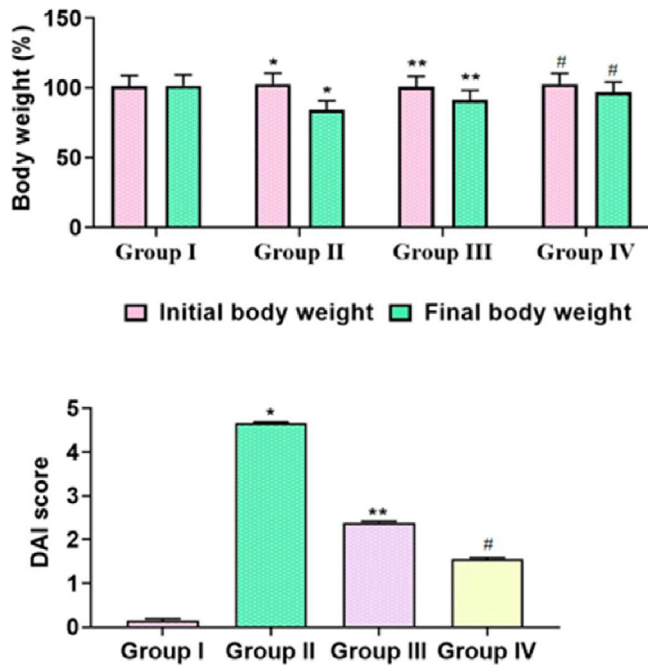 150
100
50
0
Body weight (%)
* * ** ** # #
Group I Group II Group III Group IV
Initial body weight Final body weight
5
4
3
2
1
0
DAI score
* ** #
Group I Group II Group III Group IV